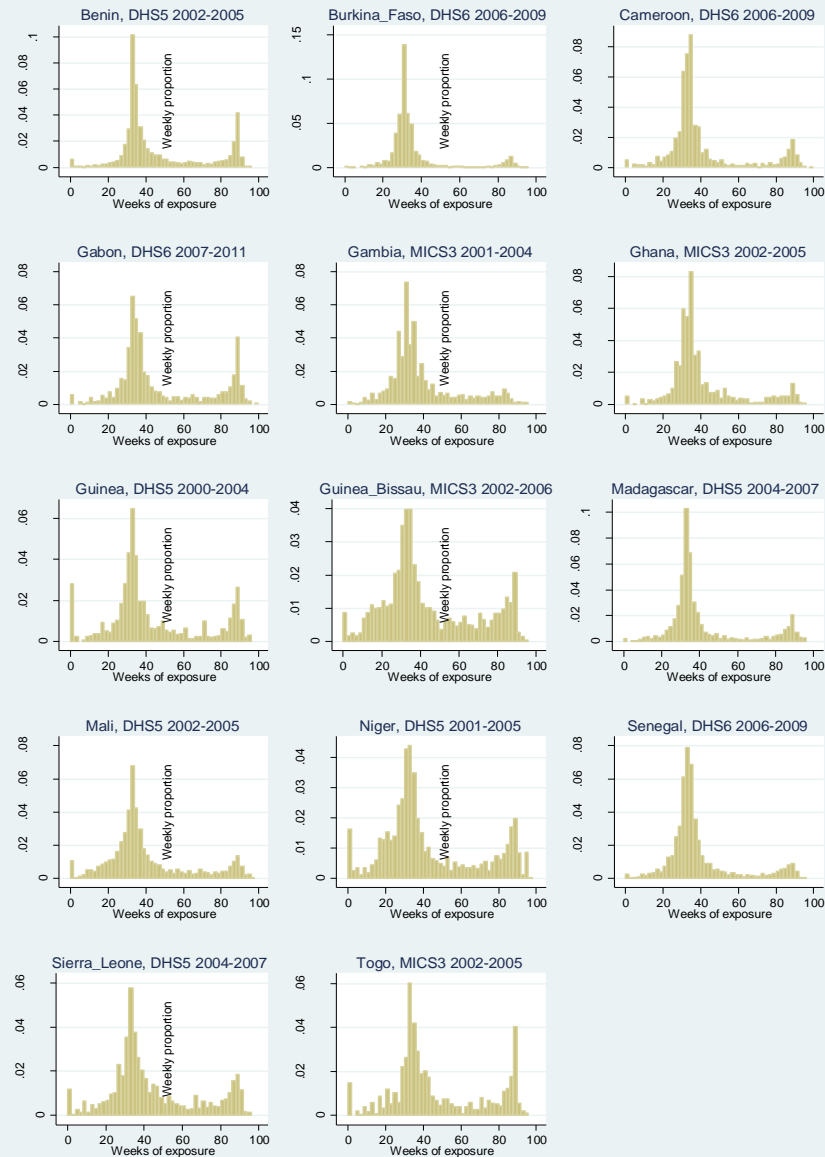 Benin, DHS5 2002-2005
Burkina_Faso, DHS6 2006-2009
Cameroon, DHS6 2006-2009
.1
.08
.06
.04
.02
0
Weekly proportion
0 20 40 60 80 100
Weeks of exposure
.15
.1
.05
0
Weekly proportion
0 20 40 60 80 100
Weeks of exposure
.08
.06
.04
.02
0
0 20 40 60 80 100
Weeks of exposure
Gabon, DHS6 2007-2011
Gambia, MICS3 2001-2004
Ghana, MICS3 2002-2005
.08
.06
.04
.02
0
Weekly proportion
0 20 40 60 80 100
Weeks of exposure
.08
.06
.04
.02
0
Weekly proportion
0 20 40 60 80 100
Weeks of exposure
.08
.06
.04
.02
0
0 20 40 60 80 100
Weeks of exposure
Guinea, DHS5 2000-2004
Guinea_Bissau, MICS3 2002-2006
Madagascar, DHS5 2004-2007
.06
.04
.02
0
Weekly proportion
0 20 40 60 80 100
Weeks of exposure
.04
.03
.02
.01
0
Weekly proportion
0 20 40 60 80 100
Weeks of exposure
.1
.08
.06
.04
.02
0
0 20 40 60 80 100
Weeks of exposure
Mali, DHS5 2002-2005
Niger, DHS5 2001-2005
Senegal, DHS6 2006-2009
.08
.06
.04
.02
0
Weekly proportion
0 20 40 60 80 100
Weeks of exposure
.04
.03
.02
.01
0
Weekly proportion
0 20 40 60 80 100
Weeks of exposure
.08
.06
.04
.02
0
0 20 40 60 80 100
Weeks of exposure
Sierra_Leone, DHS5 2004-2007
Togo, MICS3 2002-2005
.06
.04
.02
0
Weekly proportion
0 20 40 60 80 100
Weeks of exposure
.06
.04
.02
0
0 20 40 60 80 100
Weeks of exposure